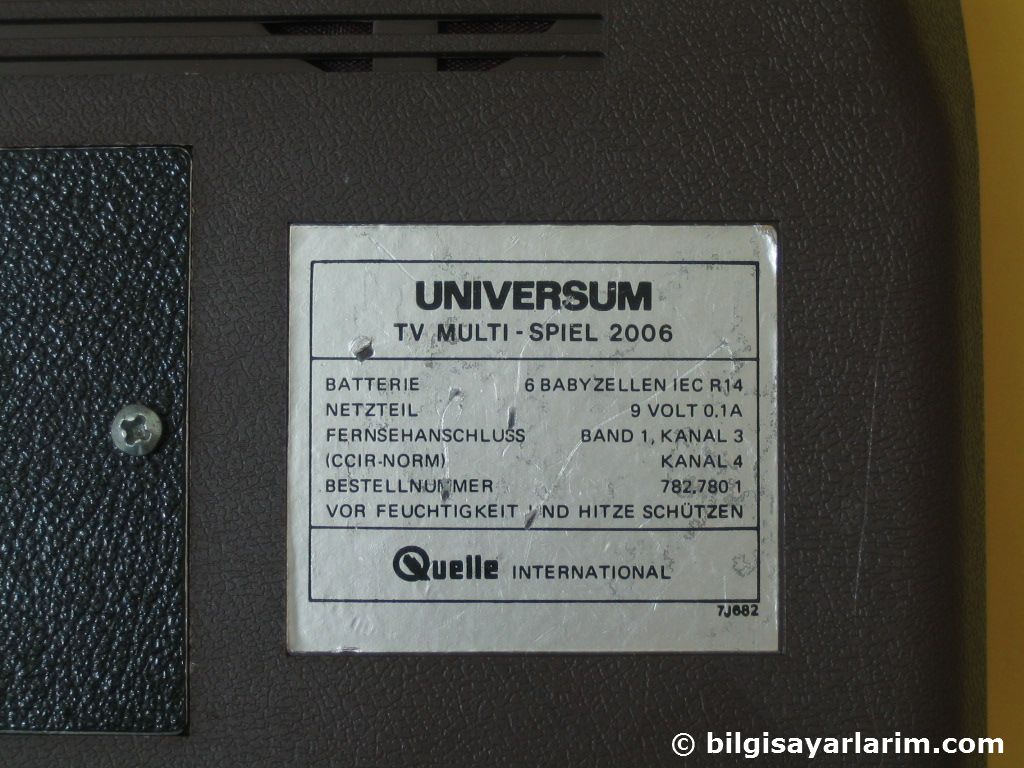 UNIVERSUM
TV MULTI-SPIEL 2006
BATTERIE 6 BABYZELLEN IEC R14
NETZTEIL 9 VOLT 0.1A
FERNSEHANSCHLUSS BAND 1, KANAL 3
(CCIR-NORM) KANAL 4
BESTELLNUMMER 782.780 1
VOR FEUCHTIGKEIT UND HITZE SCHÜTZEN
Quelle INTERNATIONAL
7J682
© bilgisayarlarim.com